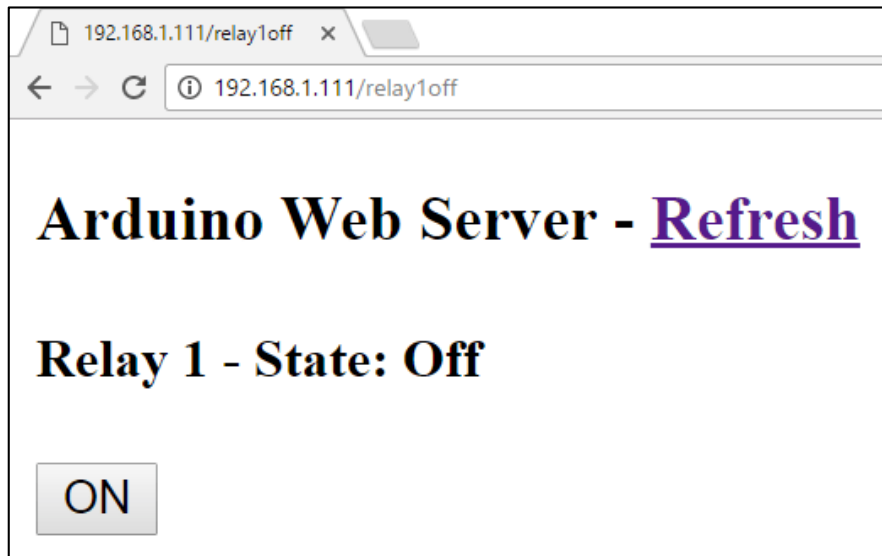 192.168.1.111/relay1off
192.168.1.111/relay1off
Arduino Web Server - Refresh
Relay 1 - State: Off
ON